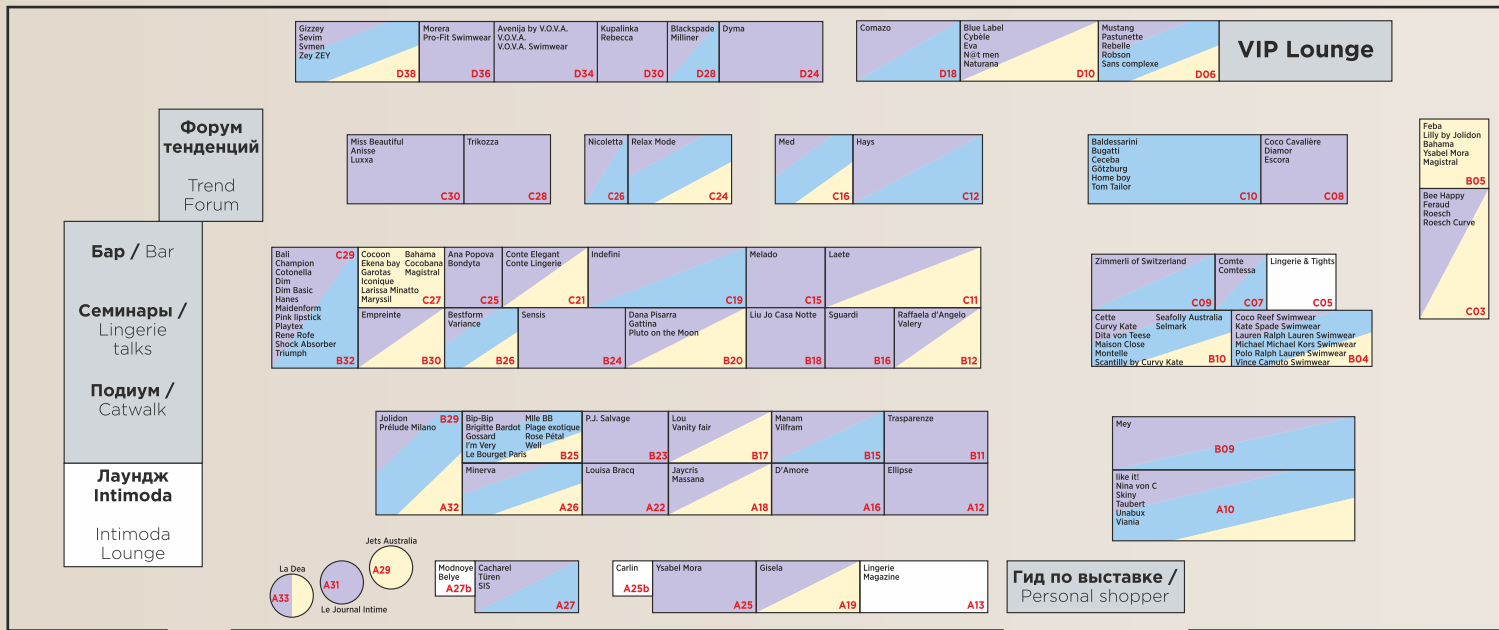 Gizzey
Sevim
Svmen
Zey ZEY
D38
Morera
Pro-Fit Swimwear
D36
Avenija by V.O.V.A.
V.O.V.A.
V.O.V.A. Swimwear
D34
Kupalinka
Rebecca
D30
Blackspade
Milliner
D28
Dyma
D24
Comazo
D18
Blue Label
Cybèle
Eva
N@t men
Naturana
D10
Mustang
Pastunette
Rebelle
Robson
Sans complexe
D06
VIP Lounge
Форум
тенденций
Trend
Forum
Miss Beautiful
Anisse
Luxxa
C30
Trikozza
C28
Nicoletta
C26
Relax Mode
C24
Med
C16
Hays
C12
Baldessarini
Bugatti
Ceceba
Götzburg
Home boy
Tom Tailor
C10
Coco Cavalière
Diamor
Escora
C08
Feba
Lilly by Jolidon
Bahama
Ysabel Mora
Magistral
B05
Bee Happy
Feraud
Roesch
Roesch Curve
C03
Бар / Bar
Семинары /
Lingerie
talks
Подиум /
Catwalk
Лаундж
Intimoda
Intimoda
Lounge
Bali
C29
Champion
Cotonella
Dim
Dim Basic
Hanes
Maidenform
Pink lipstick
Playtex
Rene Rofe
Shock Absorber
Triumph
B32
Cocoon Bahama
Ekena bay Cocobana
Garotas Magistral
Iconique
Larissa Minatto
Maryssil
C27
Ana Popova
Bondyta
C25
Conte Elegant
Conte Lingerie
C21
Indefini
C19
Melado
C15
Laete
C11
Empreinte
B30
Bestform
Variance
B26
Sensis
B24
Dana Pisarra
Gattina
Pluto on the Moon
B20
Liu Jo Casa Notte
B18
Sguardi
B16
Raffaela d'Angelo
Valery
B12
Zimmerli of Switzerland
C09
Comte
Comtessa
C07
Lingerie & Tights
C05
Cette Seafolly Australia
Curvy Kate Selmark
Dita von Teese
Maison Close
Montelle
Scantilly by Curvy Kate
B10
Coco Reef Swimwear
Kate Spade Swimwear
Lauren Ralph Lauren Swimwear
Michael Michael Kors Swimwear
Polo Ralph Lauren Swimwear
Vince Camuto Swimwear
B04
Jolidon
B29
Prélude Milano
A32
Bip-Bip Mlle BB
Brigitte Bardot Plage exotique
Gossard Rose Pétal
I'm Very Well
Le Bourget Paris
B25
P.J. Salvage
B23
Lou
Vanity fair
B17
Manam
Vilfram
B15
Trasparenze
B11
Minerva
A26
Louisa Bracq
A22
Jaycris
Massana
A18
D'Amore
A16
Ellipse
A12
Mey
B09
like it!
Nina von C
Skiny
Taubert
Unabux
Viania
A10
La Dea
A33
A31
Le Journal Intime
Jets Australia
A29
Modnoye
Belye
A27b
Cacharel
Türen
SIS
A27
Carlin
A25b
Ysabel Mora
A25
Gisela
A19
Lingerie
Magazine
A13
Гид по выставке /
Personal shopper